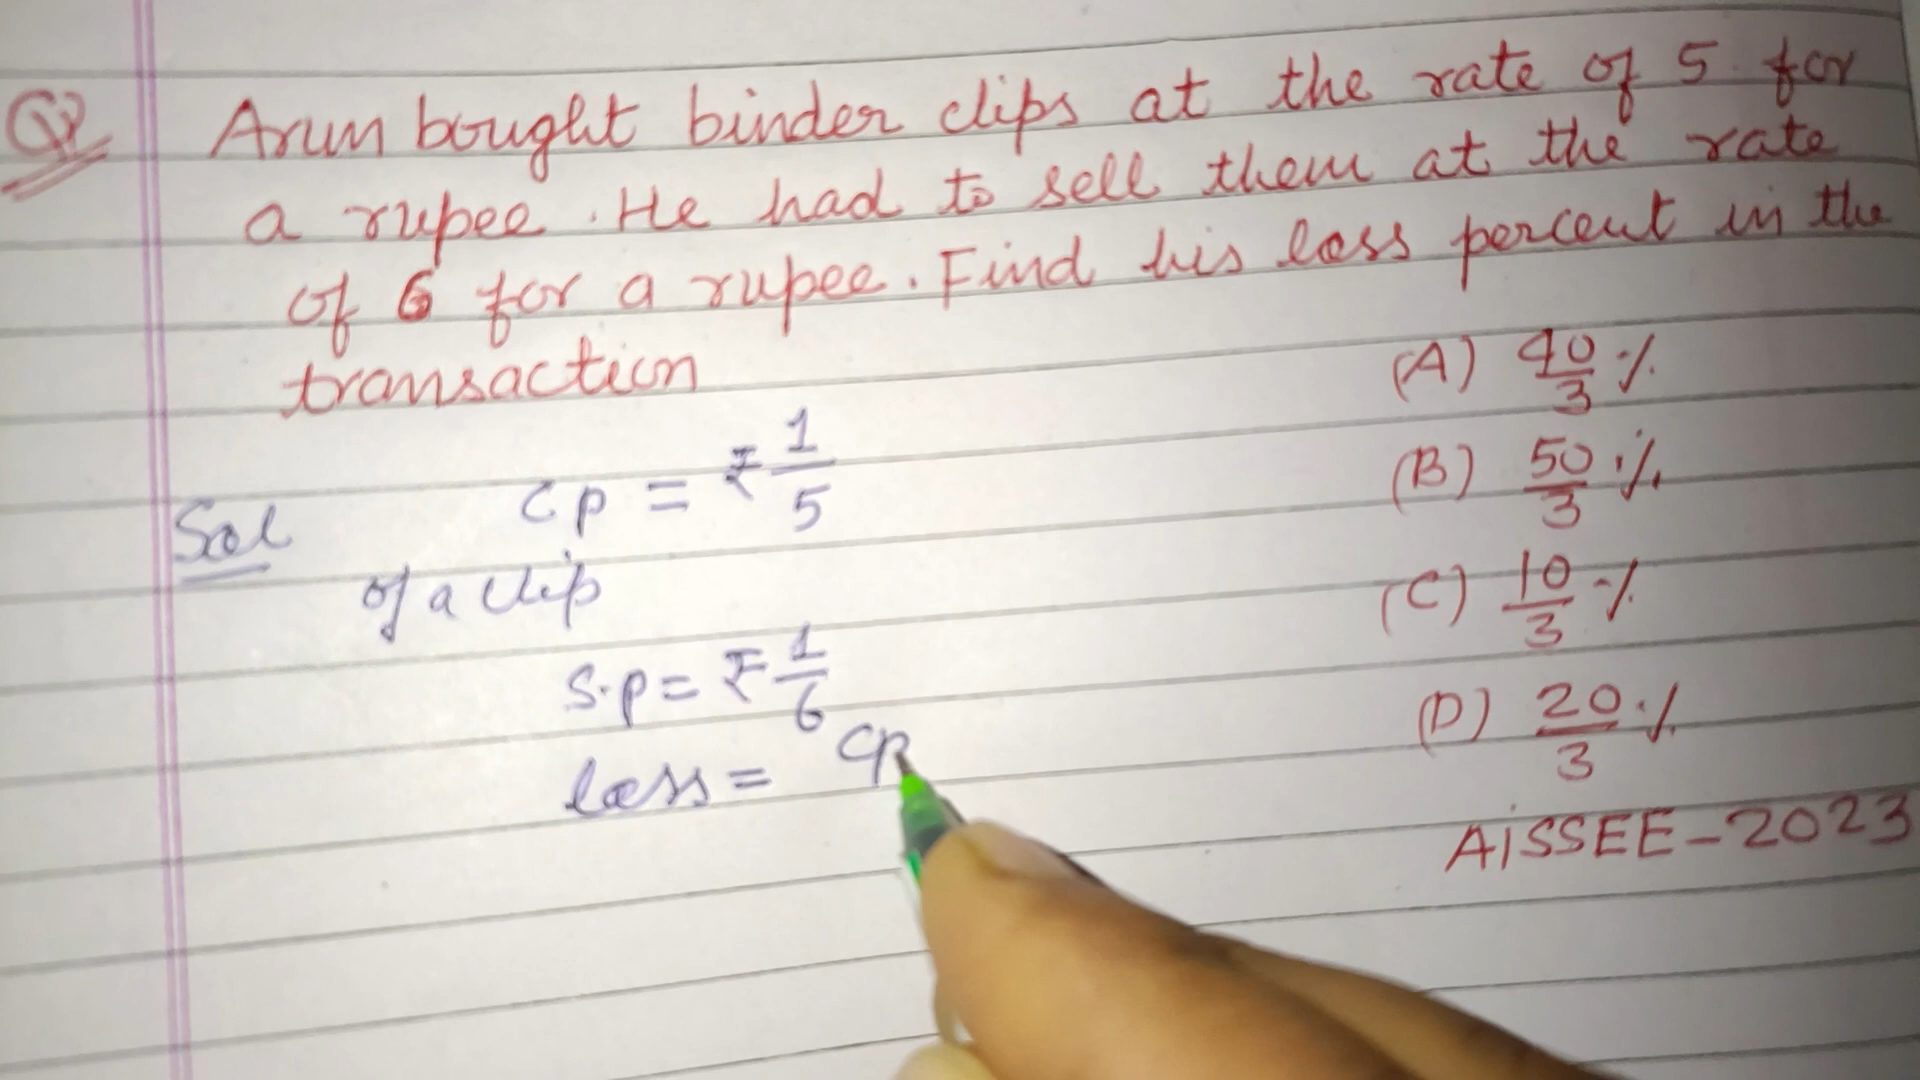 Q Arun bought binder clips at the rate of 5 for
a rupee. He had to sell them at the rate
of 6 for a rupee. Find his loss percent in the
transaction
(A) 40/3 %
(B) 50/3 %
(C) 10/3 %
(D) 20/3 %
AISSEE-2023
Sol CP = ₹ 1/5
of a clip
S.P = ₹ 1/6
loss = CP